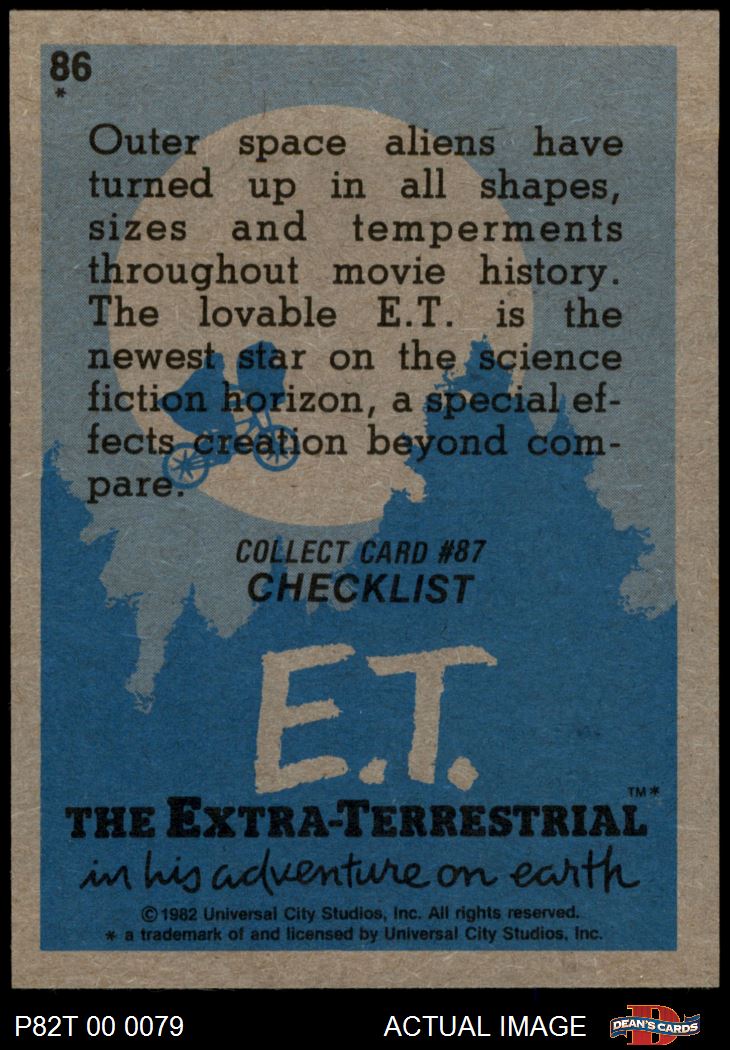 86
*
Outer space aliens have
turned up in all shapes,
sizes and temperments
throughout movie history.
The lovable E.T. is the
newest star on the science
fiction horizon, a special ef-
fects creation beyond com-
pare.
COLLECT CARD #87
CHECKLIST
E.T.
THE EXTRA-TERRESTRIAL™*
in his adventure on earth
©1982 Universal City Studios, Inc. All rights reserved.
* a trademark of and licensed by Universal City Studios, Inc.
P82T 00 0079 ACTUAL IMAGE D DEAN'S CARDS